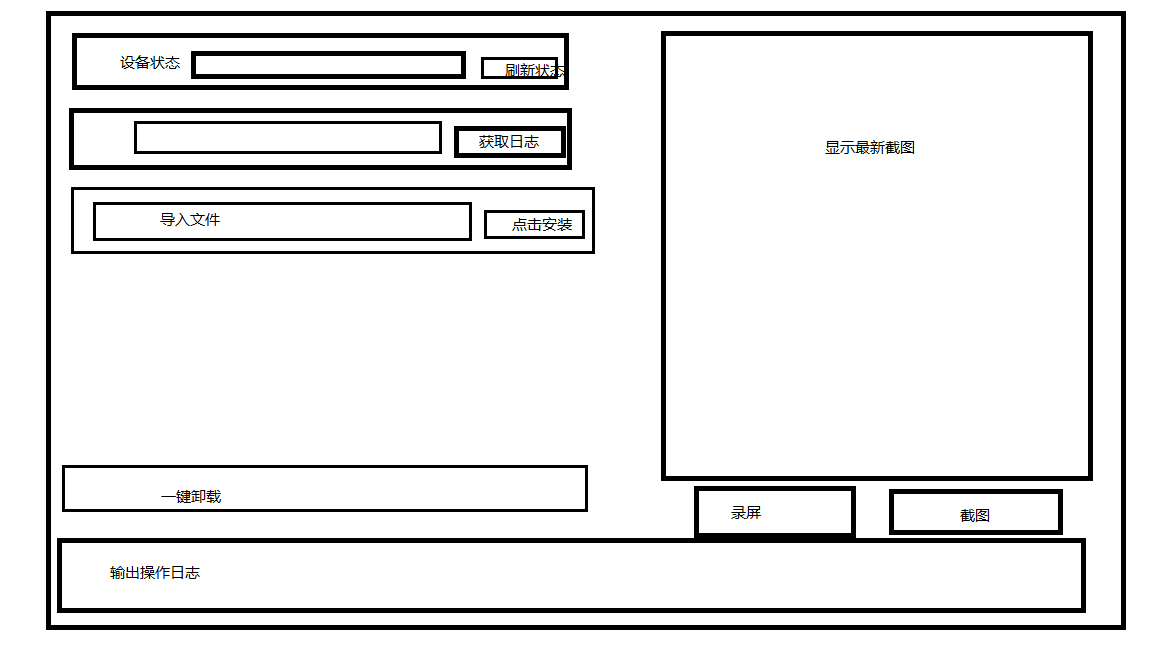 设备状态
刷新状态
获取日志
导入文件
点击安装
显示最新截图
一键卸载
录屏
截图
输出操作日志